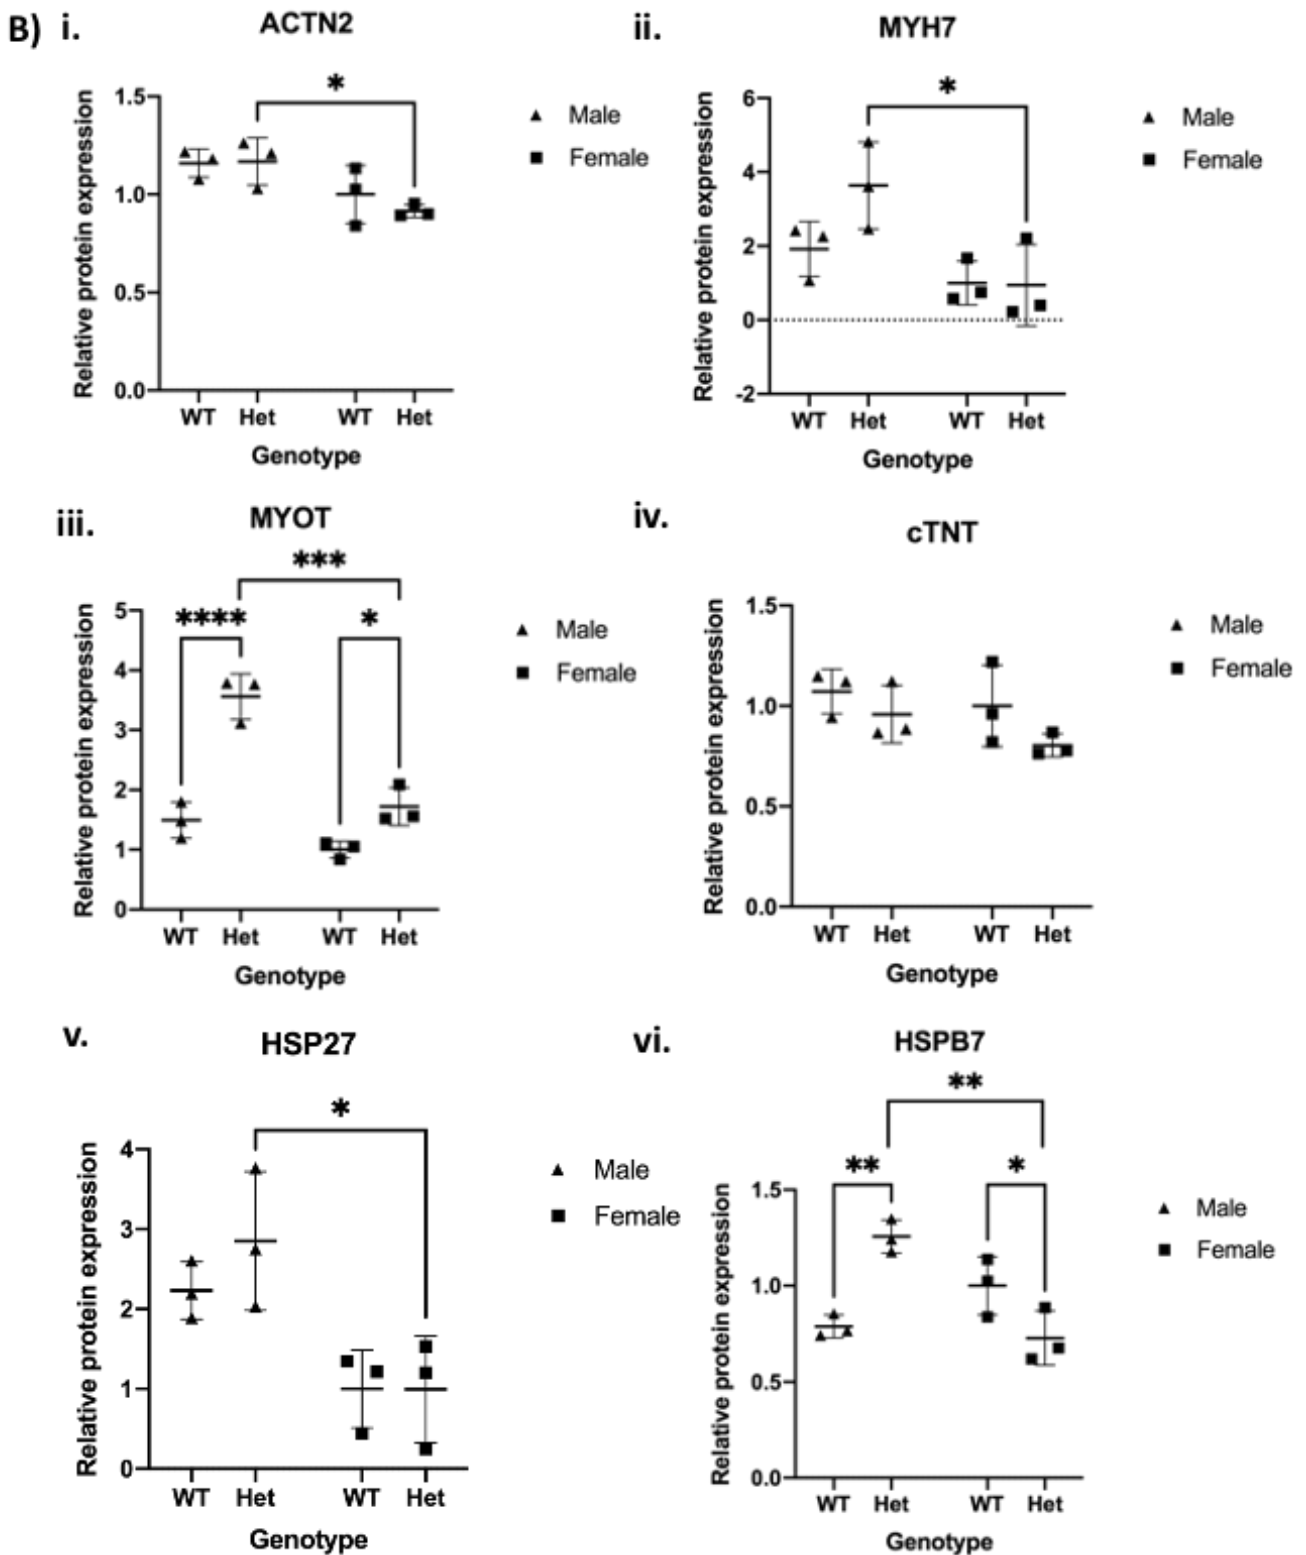 B) i. ACTN2
*
1.5
1.0
0.5
0.0
Relative protein expression
WT Het WT Het
Genotype
Male
Female
ii. MYH7
*
6
4
2
0
-2
Relative protein expression
WT Het WT Het
Genotype
Male
Female
iii. MYOT
***
**** *
5
4
3
2
1
0
Relative protein expression
WT Het WT Het
Genotype
Male
Female
iv. cTNT
1.5
1.0
0.5
0.0
Relative protein expression
WT Het WT Het
Genotype
Male
Female
v. HSP27
*
4
3
2
1
0
Relative protein expression
WT Het WT Het
Genotype
Male
Female
vi. HSPB7
**
** *
1.5
1.0
0.5
0.0
Relative protein expression
WT Het WT Het
Genotype
Male
Female